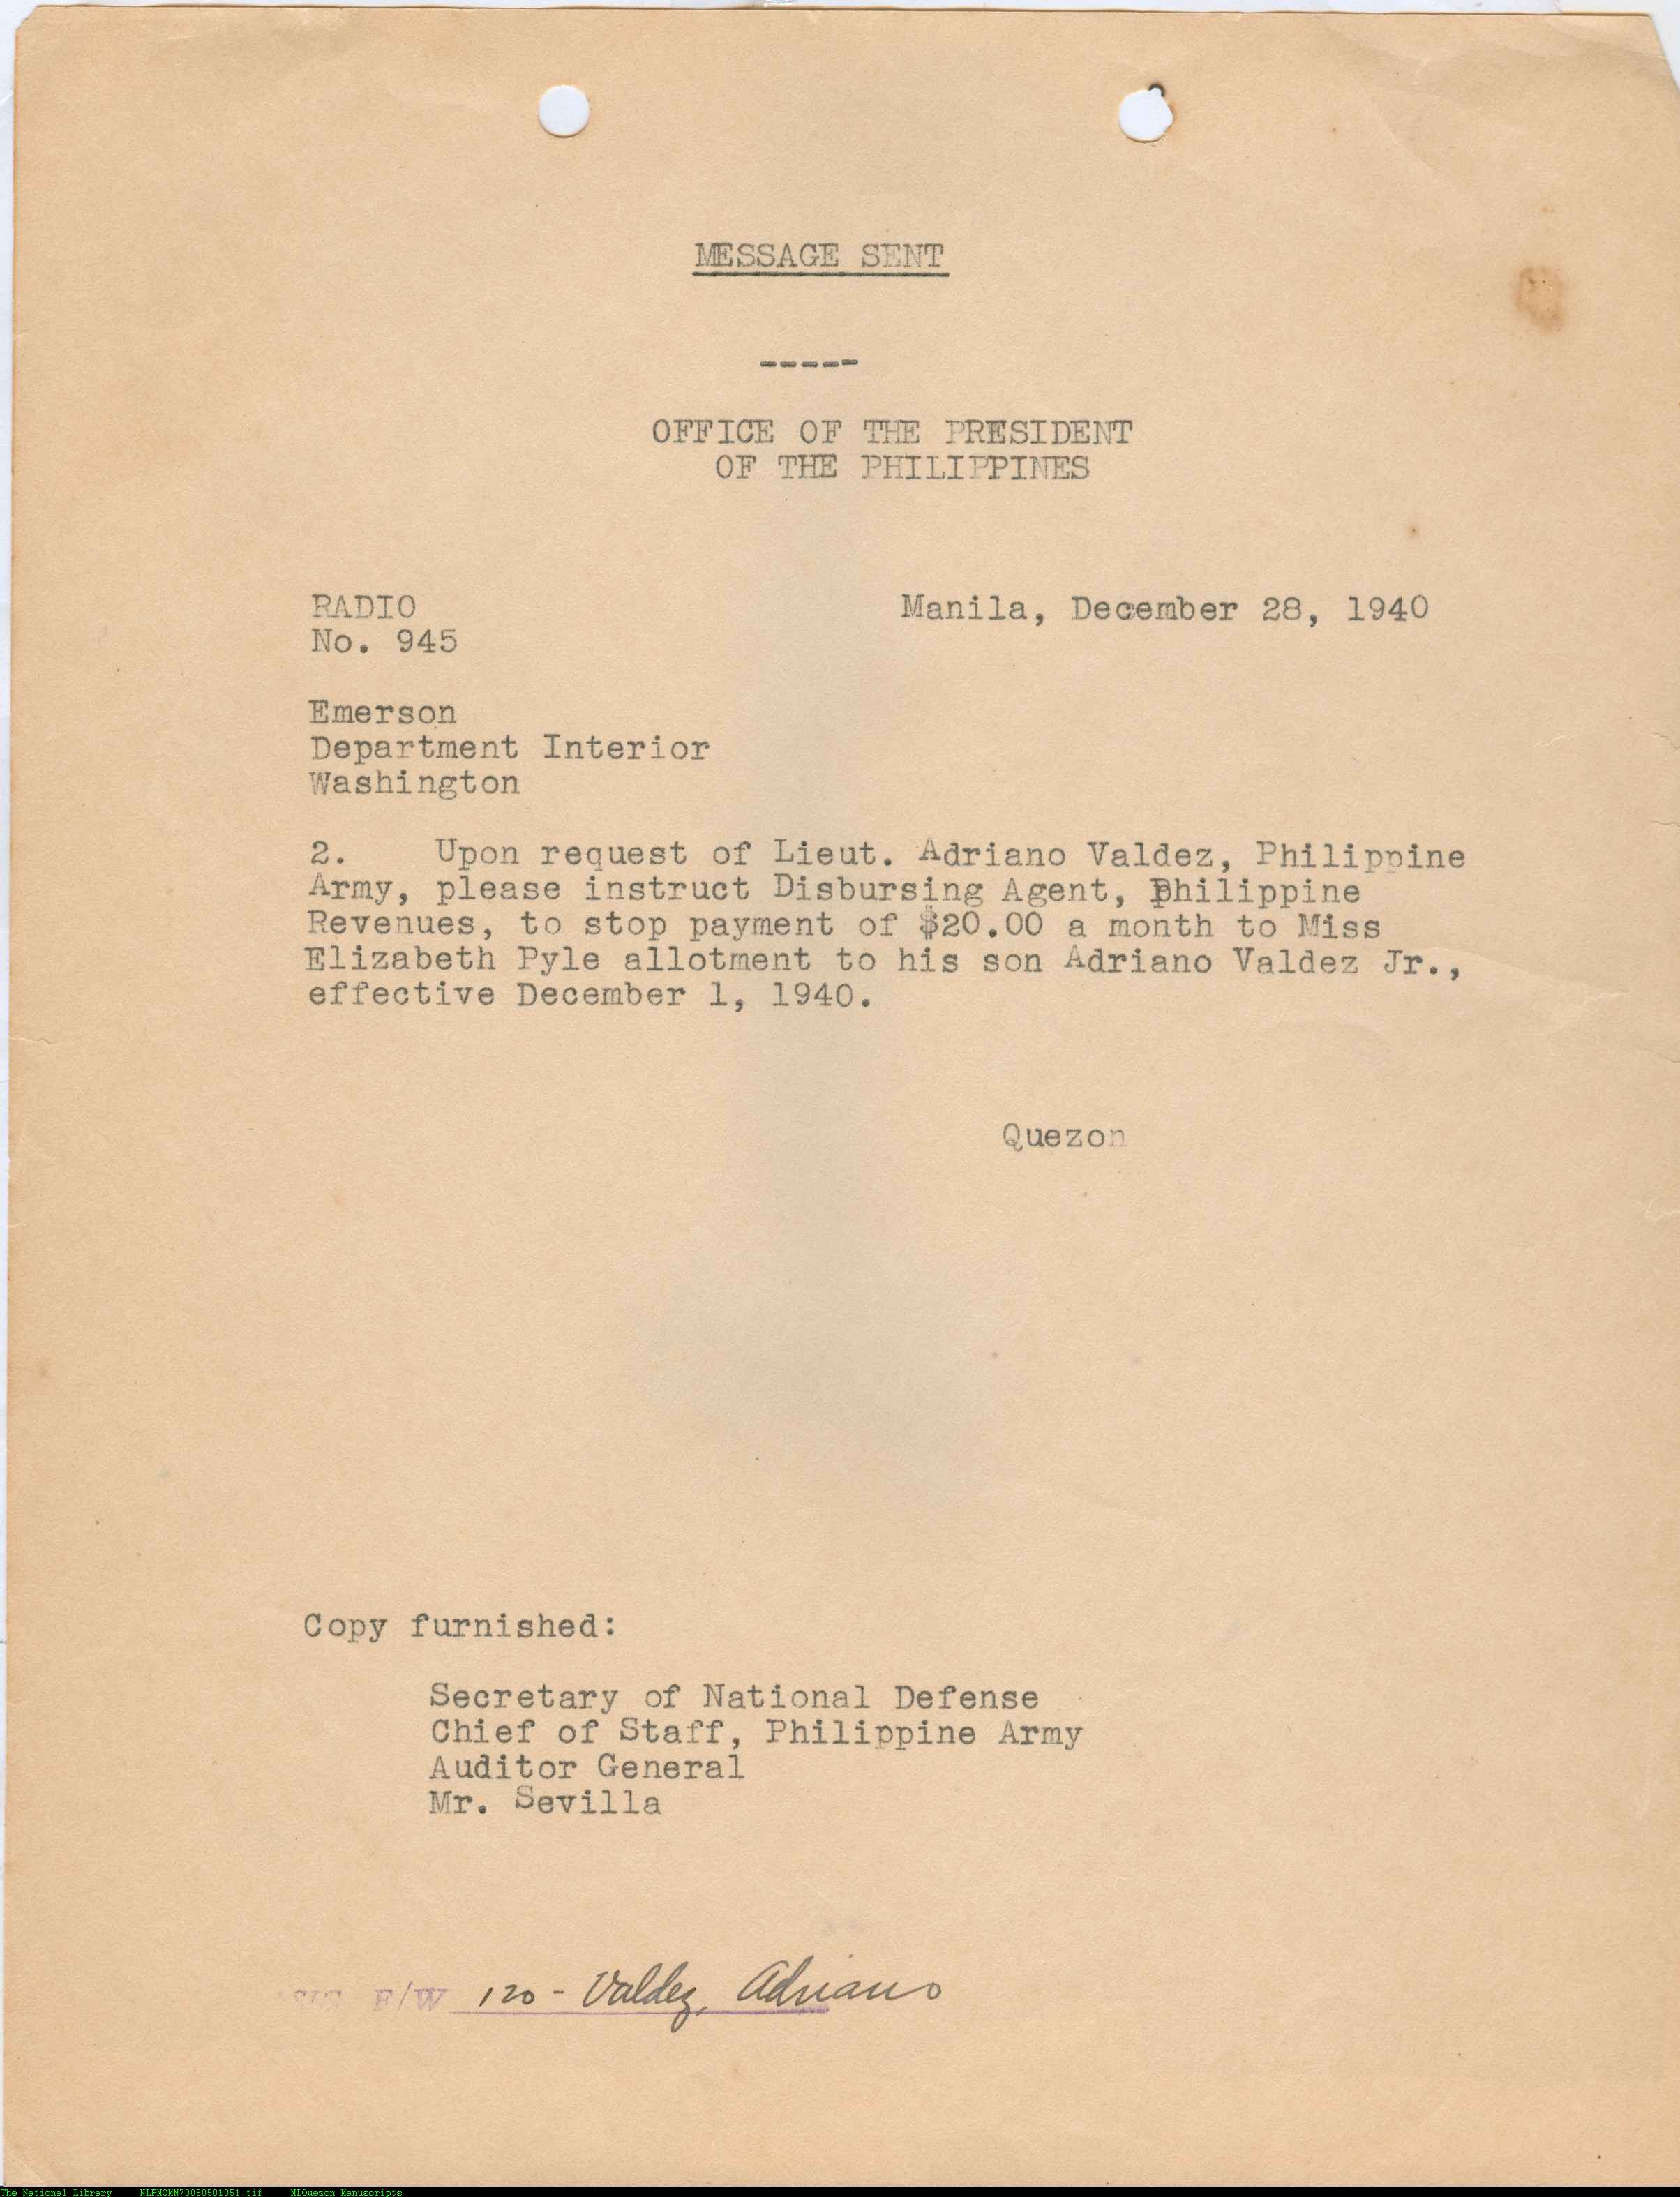 MESSAGE SENT
-----
OFFICE OF THE PRESIDENT
OF THE PHILIPPINES
RADIO
Manila, December 28, 1940
No. 945
Emerson
Department Interior
Washington
2. Upon request of Lieut. Adriano Valdez, Philippine
Army, please instruct Disbursing Agent, Philippine
Revenues, to stop payment of $20.00 a month to Miss
Elizabeth Pyle allotment to his son Adriano Valdez Jr.,
effective December 1, 1940.
Quezon
Copy furnished:
Secretary of National Defense
Chief of Staff, Philippine Army
Auditor General
Mr. Sevilla
F/W 120 - Valdez, Adriano
The National Library NLPMQMN70050501051.tif MLQuezon Manuscripts